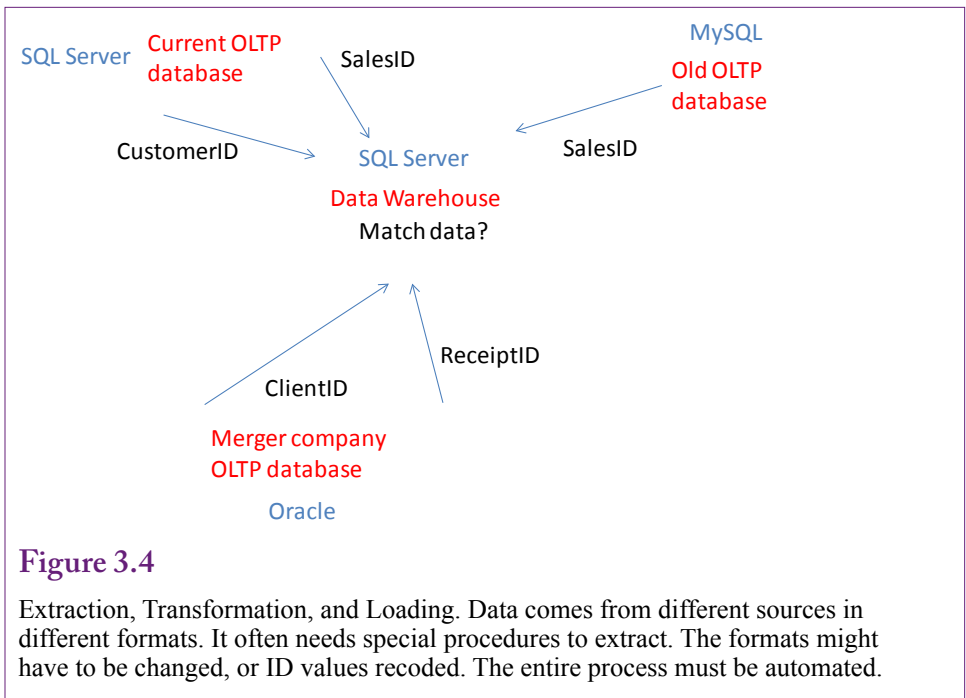 SQL Server
Current OLTP
database
SalesID
MySQL
Old OLTP
database
CustomerID
SalesID
SQL Server
Data Warehouse
Match data?
ReceiptID
ClientID
Merger company
OLTP database
Oracle
Figure 3.4
Extraction, Transformation, and Loading. Data comes from different sources in
different formats. It often needs special procedures to extract. The formats might
have to be changed, or ID values recoded. The entire process must be automated.